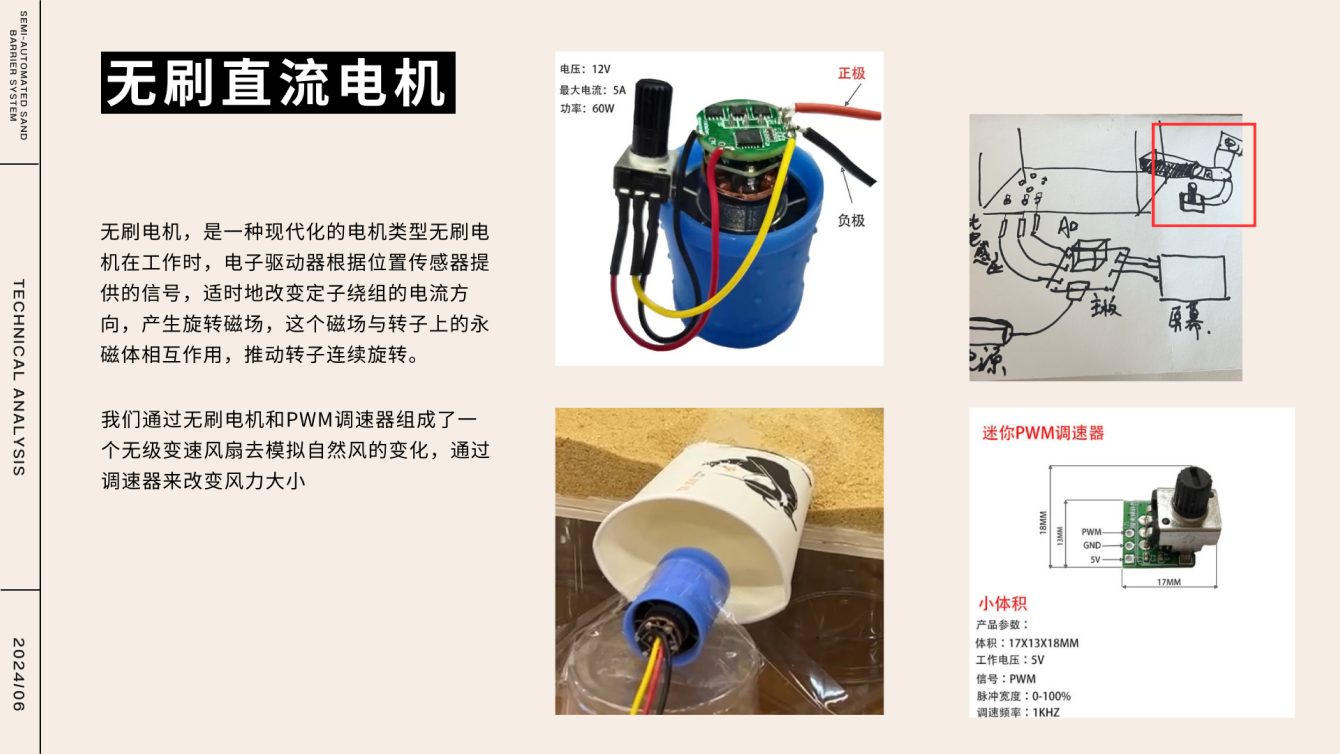 SEMI-AUTOMATED SAND
BARRIER SYSTEM
TECHNICAL ANALYSIS
2024/06
无刷直流电机
无刷电机，是一种现代化的电机类型无刷电
机在工作时，电子驱动器根据位置传感器提
供的信号，适时地改变定子绕组的电流方
向，产生旋转磁场，这个磁场与转子上的永
磁体相互作用，推动转子连续旋转。
我们通过无刷电机和PWM调速器组成了一
个无级变速风扇去模拟自然风的变化，通过
调速器来改变风力大小
电压：12V
最大电流：5A
功率：60W
正极
负极
AO
主板
屏幕
迷你PWM调速器
18MM
13MM
PWM
GND
5V
17MM
小体积
产品参数：
体积：17X13X18MM
工作电压：5V
信号：PWM
脉冲宽度：0-100%
调速频率：1KHZ